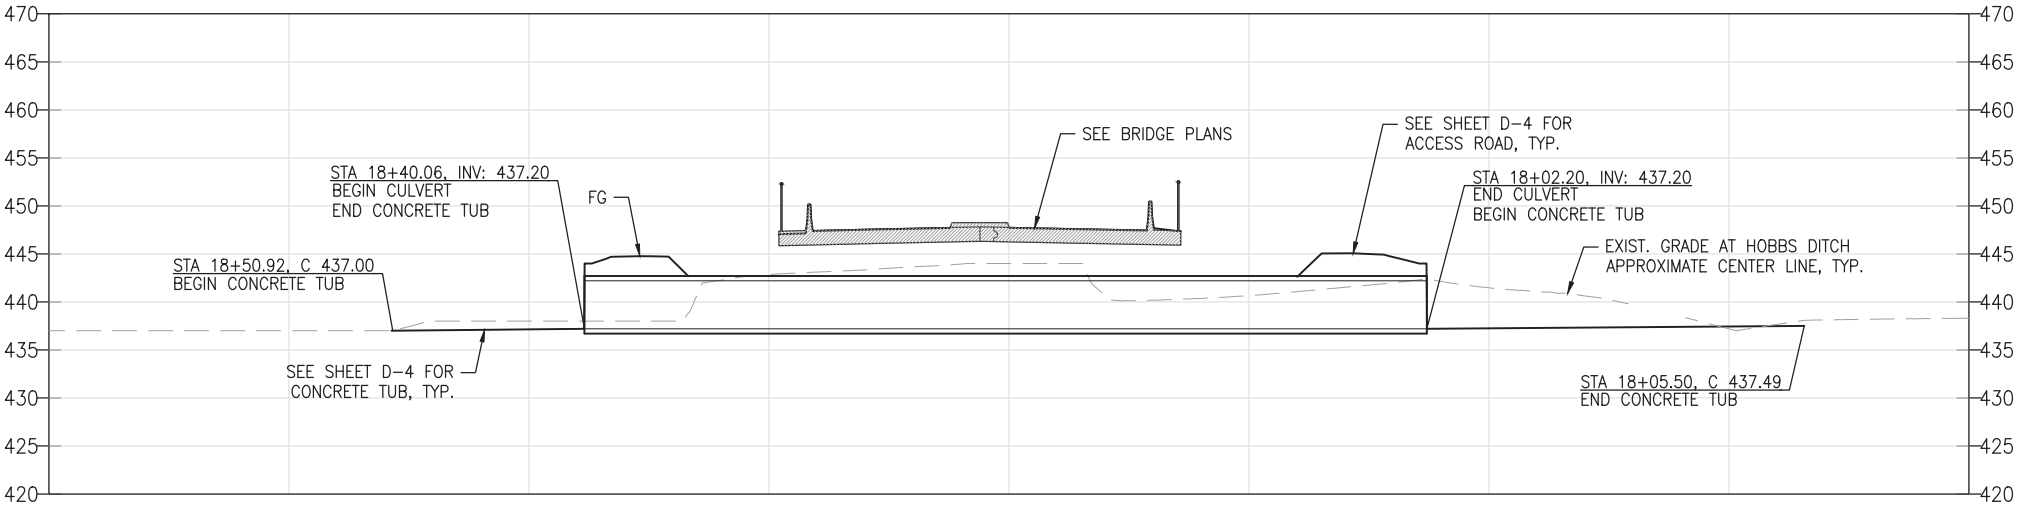 470
465
460
455
450
445
440
435
430
425
420
STA 18+50.92, C 437.00
BEGIN CONCRETE TUB
STA 18+40.06, INV: 437.20
BEGIN CULVERT
END CONCRETE TUB
SEE SHEET D-4 FOR
CONCRETE TUB, TYP.
FG
SEE BRIDGE PLANS
SEE SHEET D-4 FOR
ACCESS ROAD, TYP.
STA 18+02.20, INV: 437.20
END CULVERT
BEGIN CONCRETE TUB
EXIST. GRADE AT HOBBS DITCH
APPROXIMATE CENTER LINE, TYP.
STA 18+05.50, C 437.49
END CONCRETE TUB
470
465
460
455
450
445
440
435
430
425
420